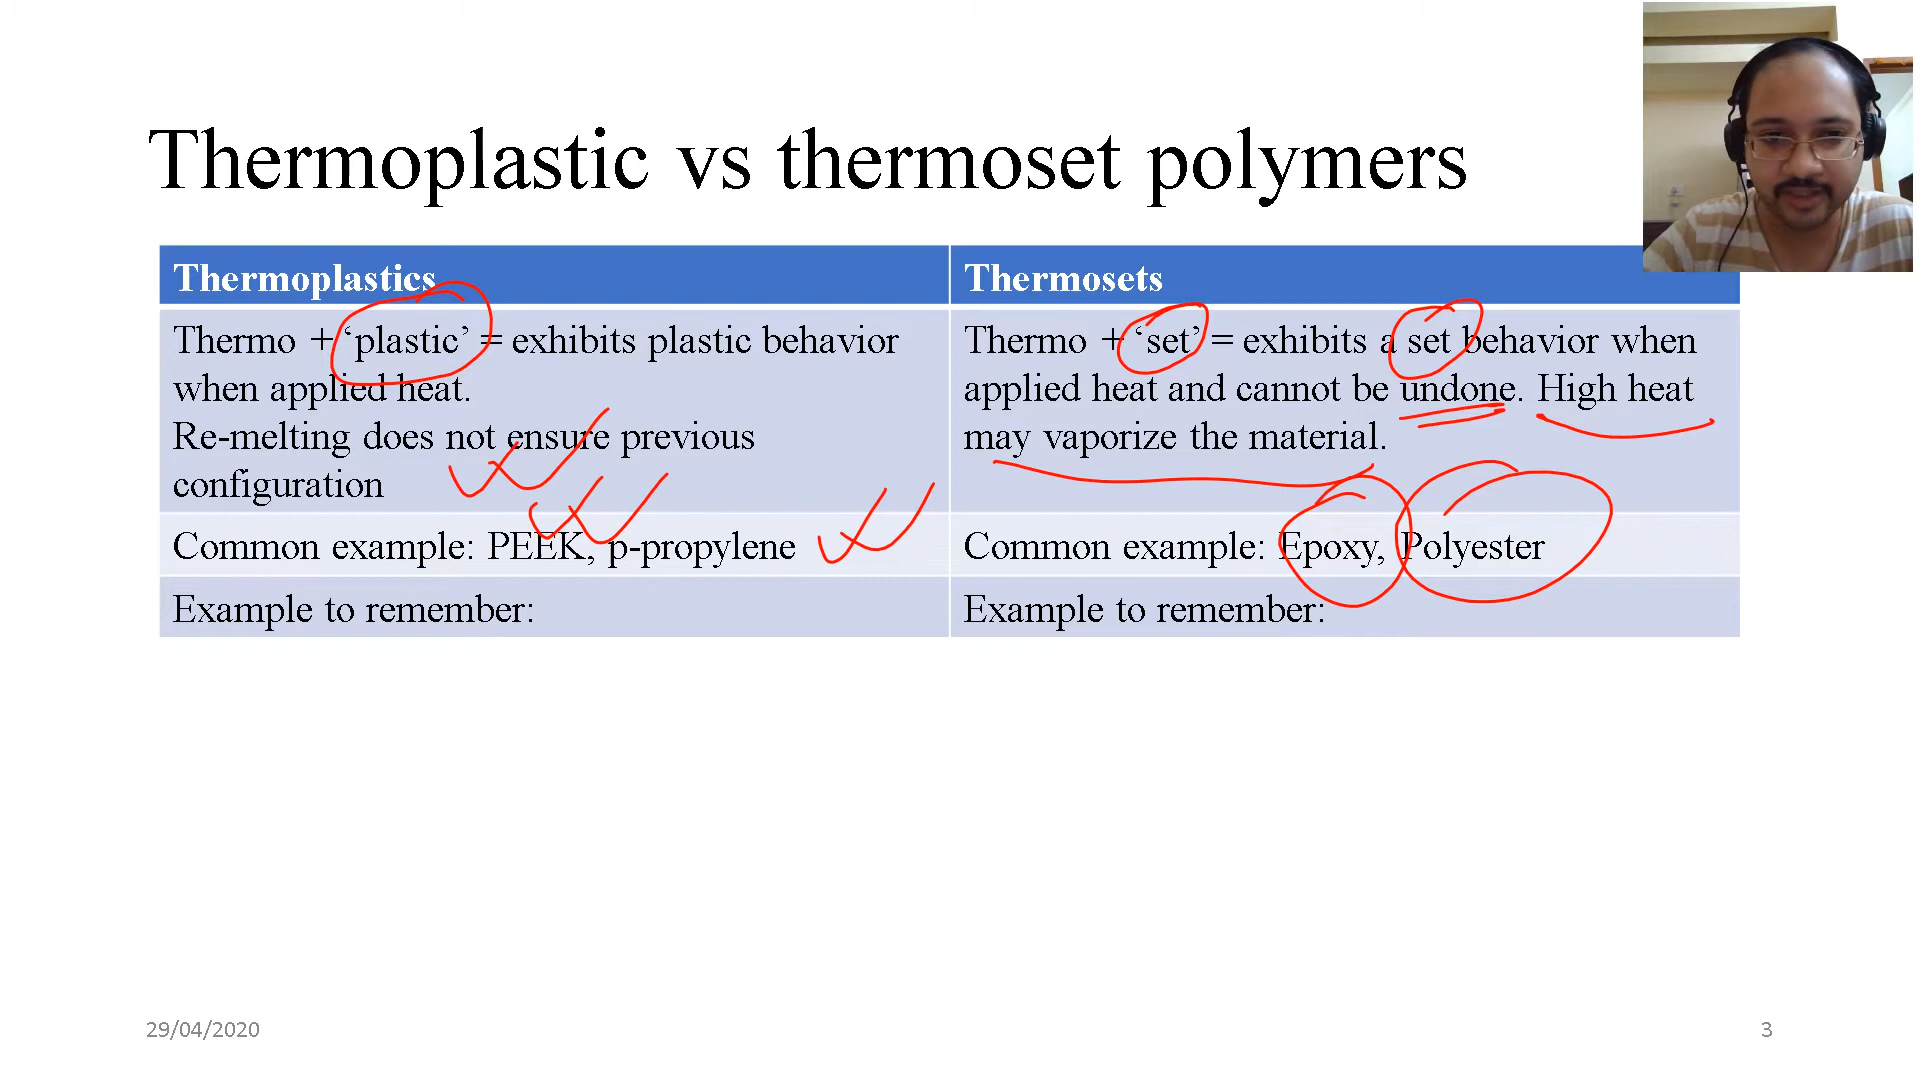 Thermoplastic vs thermoset polymers
Thermoplastics
Thermo + ‘plastic’ = exhibits plastic behavior
when applied heat.
Re-melting does not ensure previous
configuration
Common example: PEEK, p-propylene
Example to remember:
Thermosets
Thermo + ‘set’ = exhibits a set behavior when
applied heat and cannot be undone. High heat
may vaporize the material.
Common example: Epoxy, Polyester
Example to remember:
29/04/2020
3